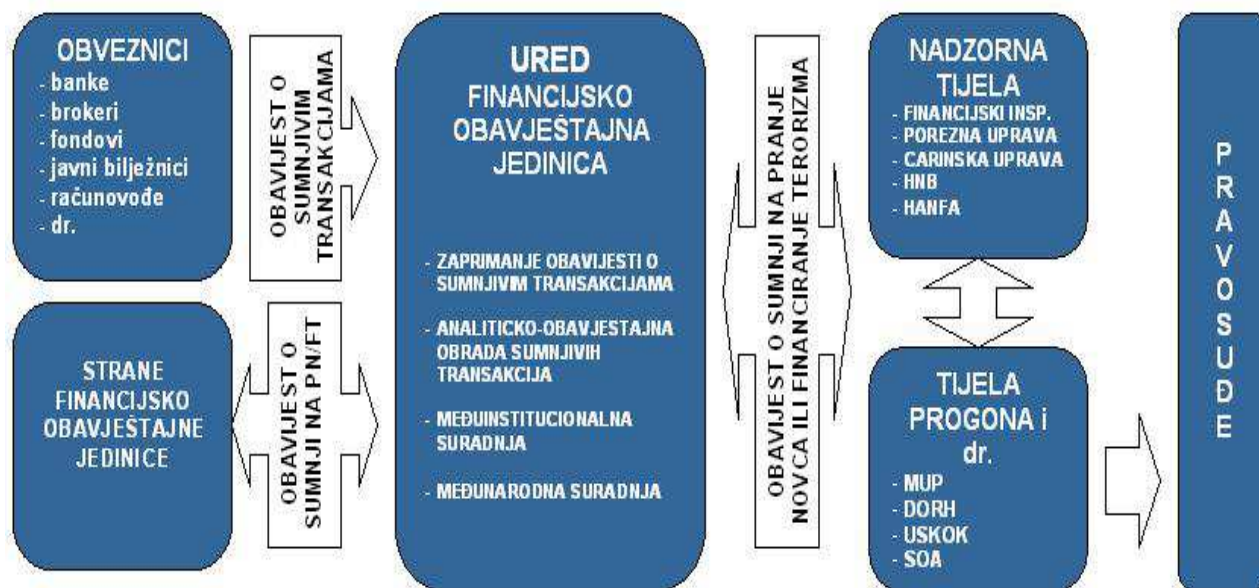 OBVEZNICI
- banke
- brokeri
- fondovi
- javni bilježnici
- računovođe
- dr.
OBAVIJEST O
SUMNJIVIM
TRANSAKCIJAMA
STRANE
FINANCIJSKO
OBAVJEŠTAJNE
JEDINICE
OBAVIJEST O
SUMNJI NA PN/FT
URED
FINANCIJSKO
OBAVJEŠTAJNA
JEDINICA
- ZAPRIMANJE OBAVIJESTI O
SUMNJIVIM TRANSAKCIJAMA
- ANALITICKO-OBAVJESTAJNA
OBRADA SUMNJIVIH
TRANSAKCIJA
- MEĐUINSTITUCIONALNA
SURADNJA
- MEĐUNARODNA SURADNJA
OBAVIJEST O SUMNJI NA PRANJE
NOVCA ILI FINANCIRANJE TERORIZMA
NADZORNA
TIJELA
- FINANCIJSKI INSP.
- POREZNA UPRAVA
- CARINSKA UPRAVA
- HNB
- HANFA
TIJELA
PROGONA i
dr.
- MUP
- DORH
- USKOK
- SOA
PRAVOSUĐE